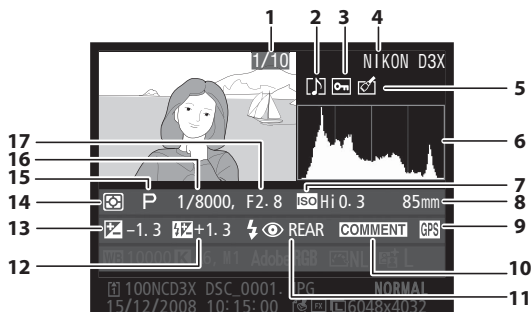 1 2 3 4
1/10 NIKON D3X
5
6
17
16
15 7
14 P 1/8000, F2.8 ISO Hi 0.3 85mm 8
13 -1.3 +1.3 REAR COMMENT GPS 9
12 10
11
AdobeRGB
100NCD3X DSC_0001.JPG NORMAL
15/12/2008 10:15:00 FX L 6048x4032